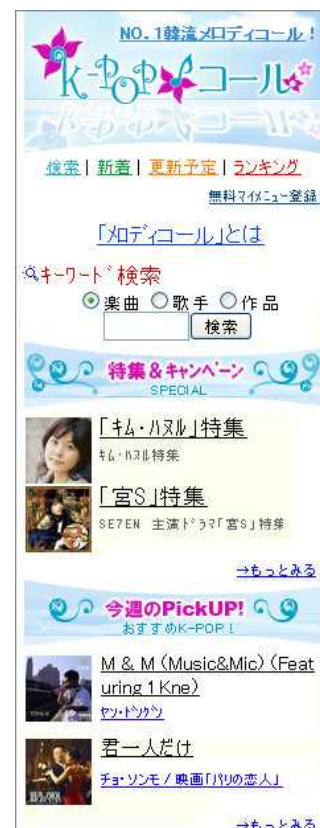 NO.1韓流メロディコール！
K-POPコール
検索| 新着| 更新予定| ランキング
無料マイメニュー登録
「メロディコール」とは
キーワード検索
楽曲 歌手 作品
検索
特集&キャンペーン
SPECIAL
「キム・ハヌル」特集
キム・ハヌル特集
「宮S」特集
SE7EN 主演ドラマ「宮S」特集
→もっとみる
今週のPickUP!
おすすめK-POP！
M & M (Music&Mic) (Feat
uring 1 Kne)
ヤン・ドングン
君一人だけ
チョ・ソンモ / 映画「パリの恋人」
→もっとみる